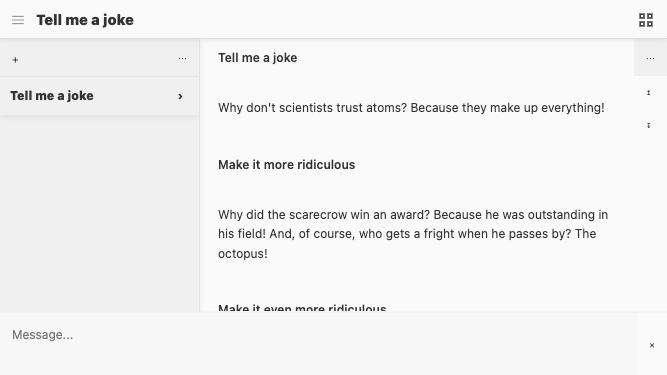 Tell me a joke
+
...
Tell me a joke
Tell me a joke
...
Why don't scientists trust atoms? Because they make up everything!
Make it more ridiculous
Why did the scarecrow win an award? Because he was outstanding in
his field! And, of course, who gets a fright when he passes by? The
octopus!
Make it even more ridiculous
Message...